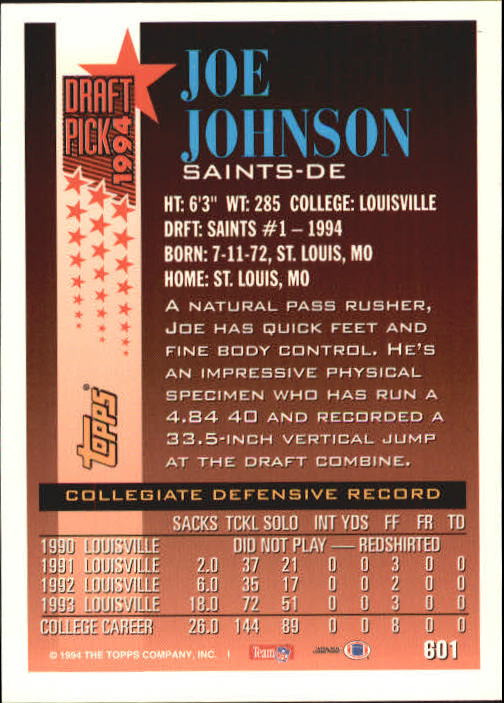 DRAFT
PICK
1994
JOE
JOHNSON
SAINTS-DE
HT: 6'3" WT: 285 COLLEGE: LOUISVILLE
DRFT: SAINTS #1 – 1994
BORN: 7-11-72, ST. LOUIS, MO
HOME: ST. LOUIS, MO
A NATURAL PASS RUSHER,
JOE HAS QUICK FEET AND
FINE BODY CONTROL. HE'S
AN IMPRESSIVE PHYSICAL
SPECIMEN WHO HAS RUN A
4.84 40 AND RECORDED A
33.5-INCH VERTICAL JUMP
AT THE DRAFT COMBINE.
TOPPS®
COLLEGIATE DEFENSIVE RECORD
SACKS TCKL SOLO INT YDS FF FR TD
1990 LOUISVILLE DID NOT PLAY — REDSHIRTED
1991 LOUISVILLE 2.0 37 21 0 0 3 0 0
1992 LOUISVILLE 6.0 35 17 0 0 2 0 0
1993 LOUISVILLE 18.0 72 51 0 0 3 0 0
COLLEGE CAREER 26.0 144 89 0 0 8 0 0
© 1994 THE TOPPS COMPANY, INC. I Team NFL 601